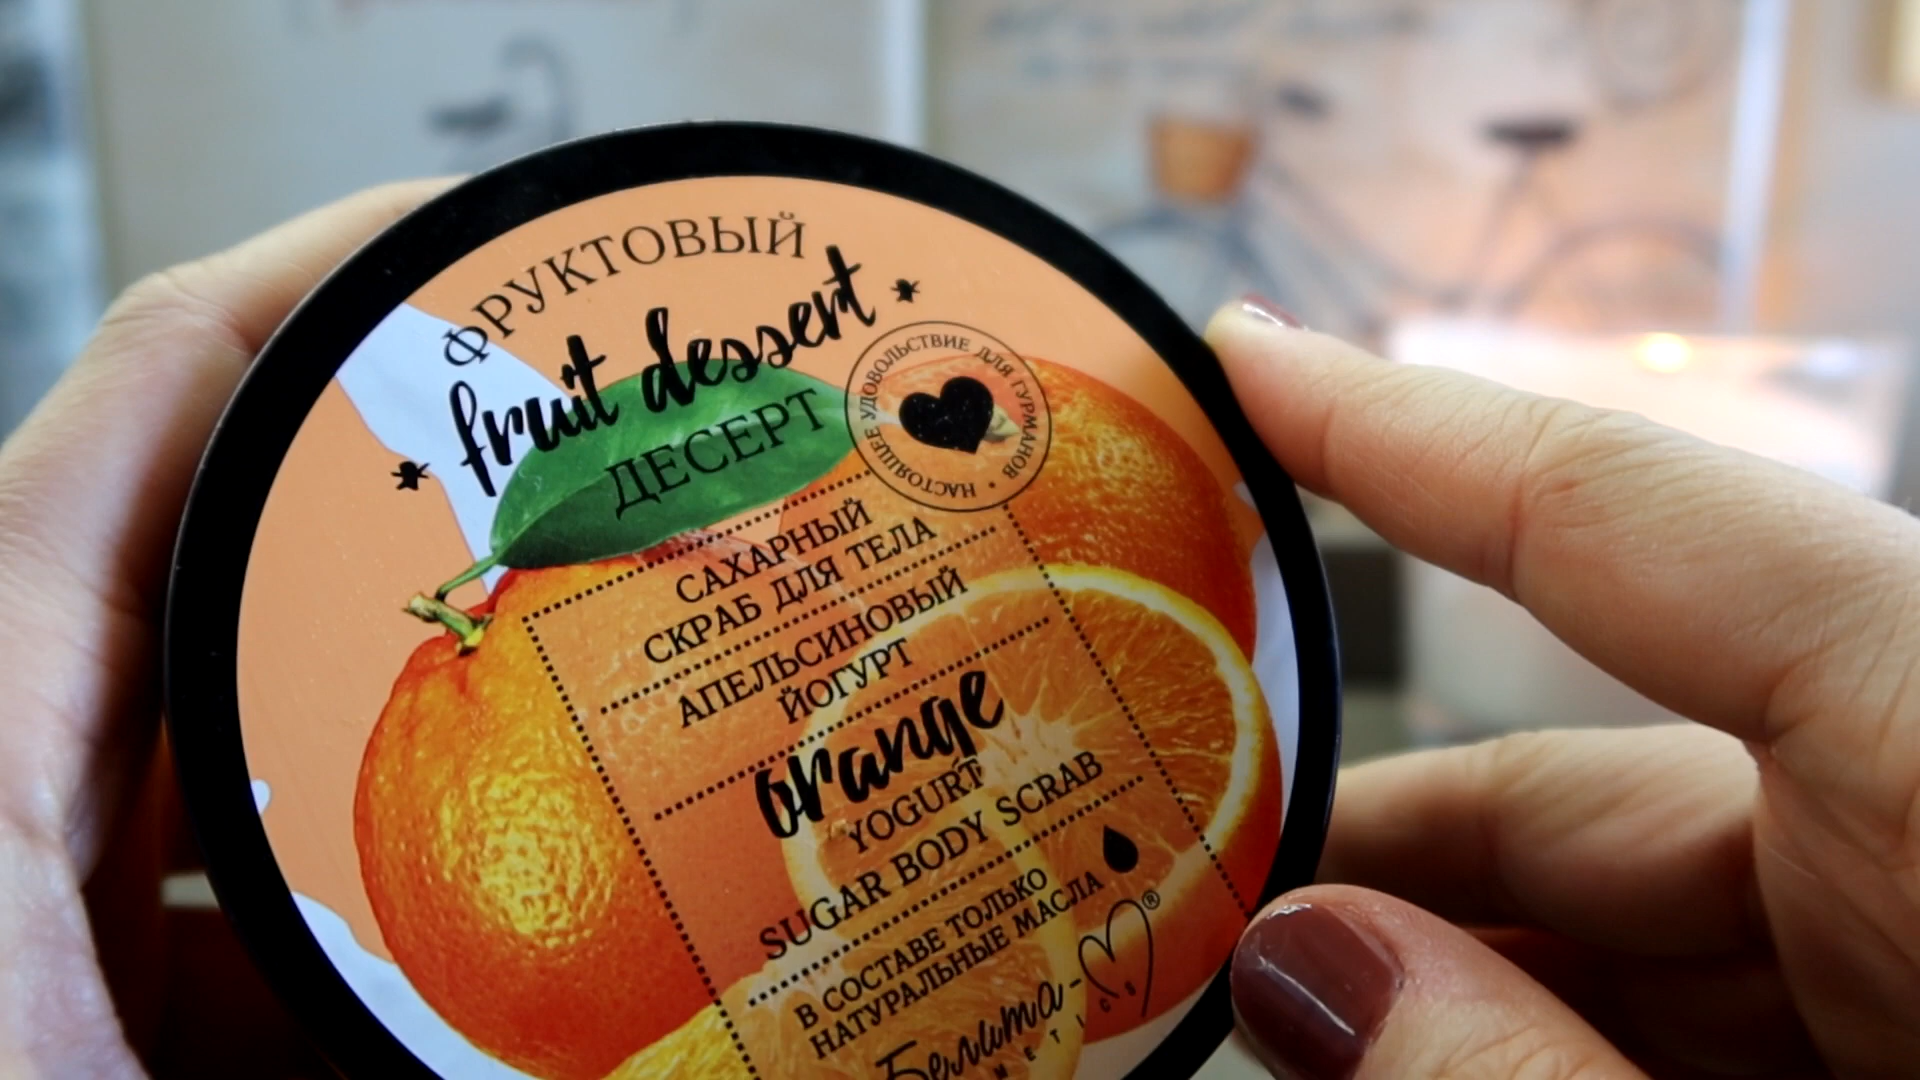 ФРУКТОВЫЙ
fruit dessert
ДЕСЕРТ
НАСТОЯЩЕЕ УДОВОЛЬСТВИЕ ДЛЯ ГУРМАНОВ •
САХАРНЫЙ
СКРАБ ДЛЯ ТЕЛА
АПЕЛЬСИНОВЫЙ
ЙОГУРТ
orange
YOGURT
SUGAR BODY SCRAB
В СОСТАВЕ ТОЛЬКО
НАТУРАЛЬНЫЕ МАСЛА
Белита-М®